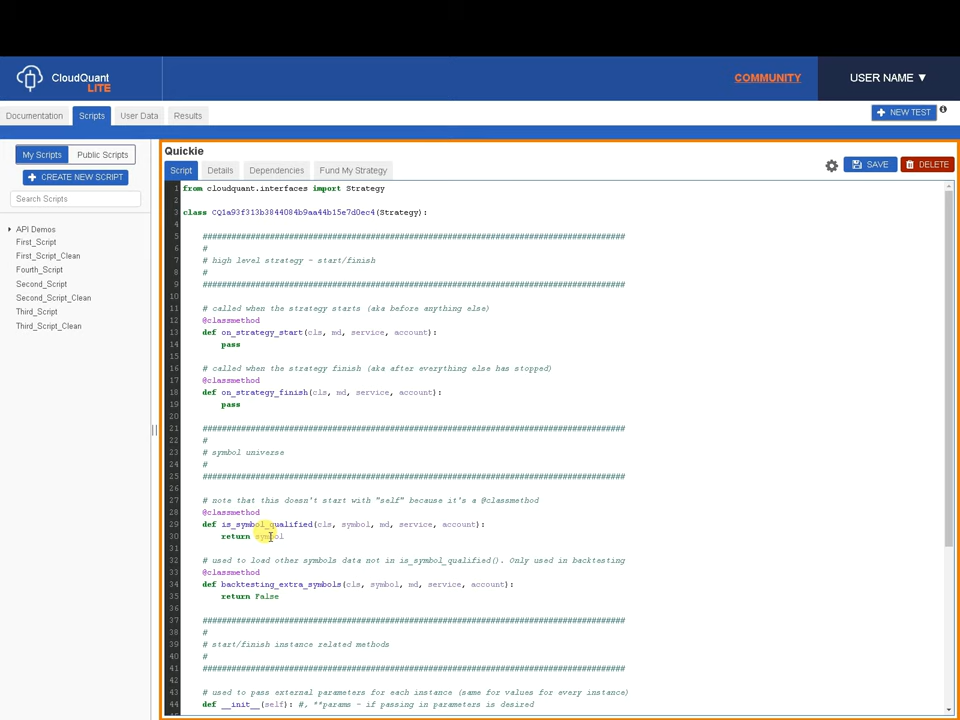 CloudQuant
LITE
COMMUNITY
USER NAME ▼
Documentation
Scripts
User Data
Results
+ NEW TEST
My Scripts
Public Scripts
+ CREATE NEW SCRIPT
Search Scripts
API Demos
First_Script
First_Script_Clean
Fourth_Script
Second_Script
Second_Script_Clean
Third_Script
Third_Script_Clean
Quickie
Script
Details
Dependencies
Fund My Strategy
SAVE
DELETE
1 from cloudquant.interfaces import Strategy
2
3 class CQ1a93f313b3844084b9aa44b15e7d0ec4(Strategy):
4
5 ########################################################################################
6 #
7 # high level strategy - start/finish
8 #
9 ########################################################################################
10
11 # called when the strategy starts (aka before anything else)
12 @classmethod
13 def on_strategy_start(cls, md, service, account):
14 pass
15
16 # called when the strategy finish (aka after everything else has stopped)
17 @classmethod
18 def on_strategy_finish(cls, md, service, account):
19 pass
20
21 ########################################################################################
22 #
23 # symbol universe
24 #
25 ########################################################################################
26
27 # note that this doesn't start with "self" because it's a @classmethod
28 @classmethod
29 def is_symbol_qualified(cls, symbol, md, service, account):
30 return symbol
31
32 # used to load other symbols data not in is_symbol_qualified(). Only used in backtesting
33 @classmethod
34 def backtesting_extra_symbols(cls, symbol, md, service, account):
35 return False
36
37 ########################################################################################
38 #
39 # start/finish instance related methods
40 #
41 ########################################################################################
42
43 # used to pass external parameters for each instance (same for values for every instance)
44 def __init__(self): #, **params - if passing in parameters is desired